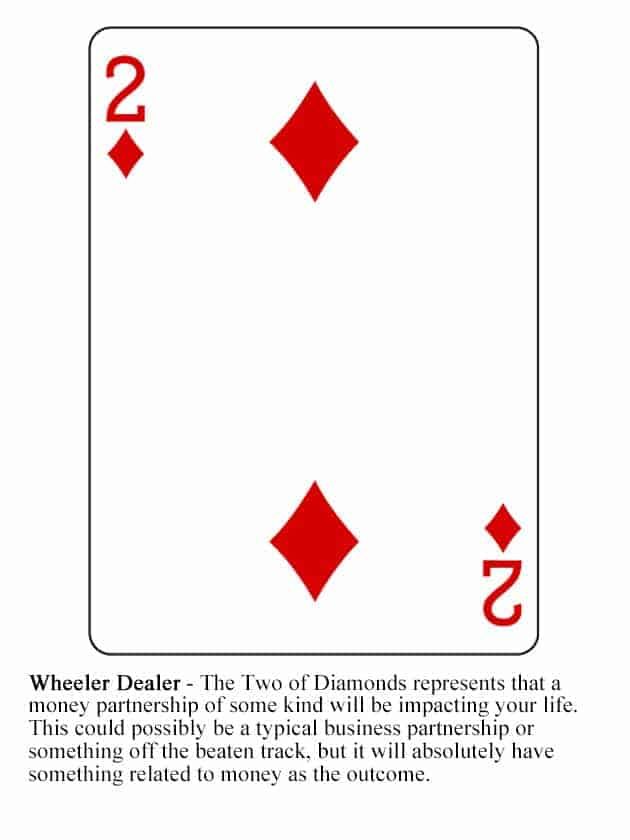 2
2
Wheeler Dealer - The Two of Diamonds represents that a
money partnership of some kind will be impacting your life.
This could possibly be a typical business partnership or
something off the beaten track, but it will absolutely have
something related to money as the outcome.